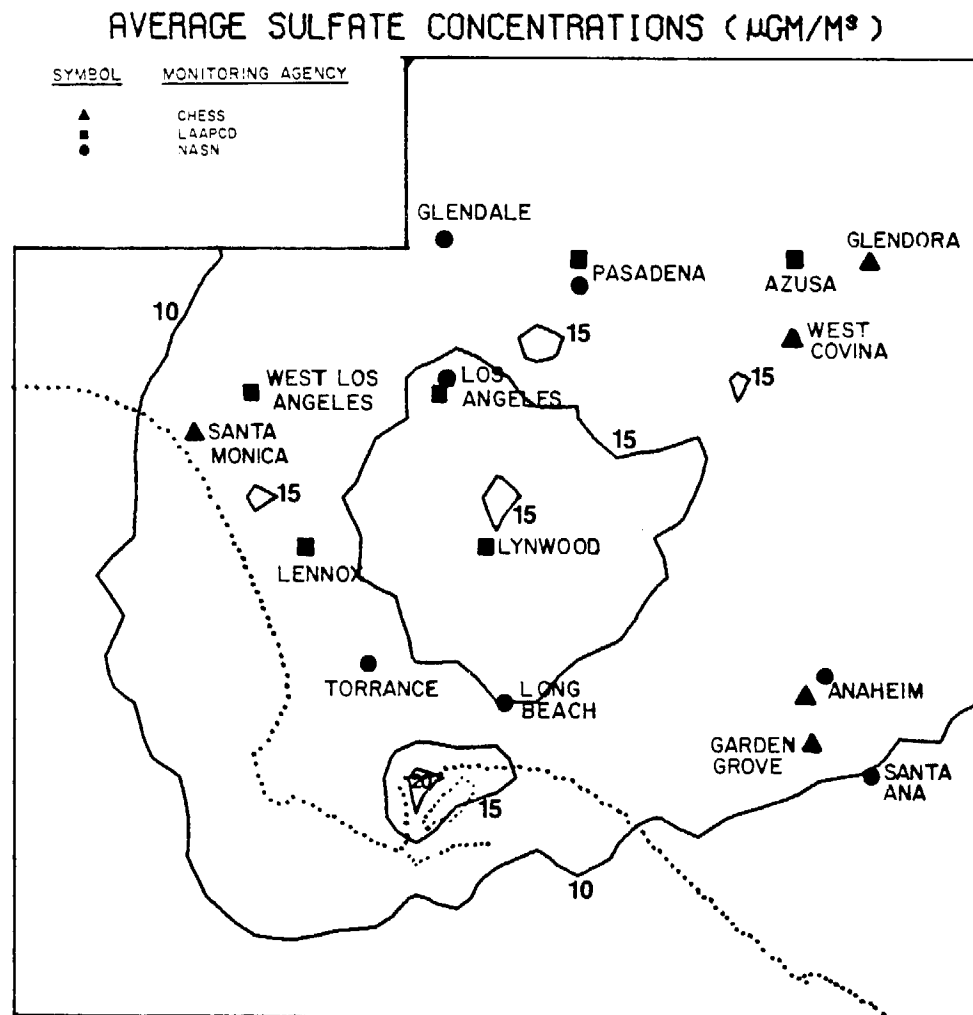 AVERAGE SULFATE CONCENTRATIONS (μGM/M³)
SYMBOL MONITORING AGENCY
▲ CHESS
■ LAAPCD
● NASN
GLENDALE
GLENDORA
PASADENA
AZUSA
10
15
WEST
COVINA
15
WEST LOS
ANGELES
LOS
ANGELES
SANTA
MONICA
15
15
15
LYNWOOD
LENNOX
TORRANCE
LONG
BEACH
ANAHEIM
GARDEN
GROVE
SANTA
ANA
20
15
10